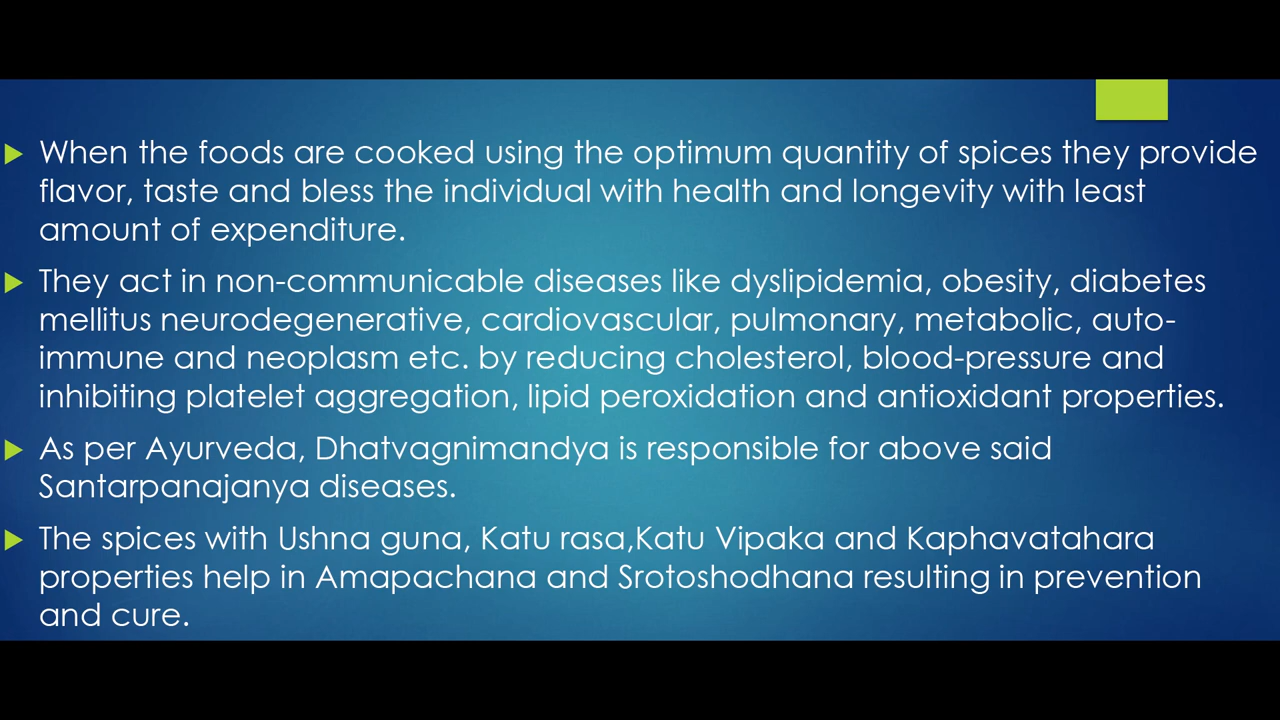 When the foods are cooked using the optimum quantity of spices they provide
flavor, taste and bless the individual with health and longevity with least
amount of expenditure.
They act in non-communicable diseases like dyslipidemia, obesity, diabetes
mellitus neurodegenerative, cardiovascular, pulmonary, metabolic, auto-
immune and neoplasm etc. by reducing cholesterol, blood-pressure and
inhibiting platelet aggregation, lipid peroxidation and antioxidant properties.
As per Ayurveda, Dhatvagnimandya is responsible for above said
Santarpanajanya diseases.
The spices with Ushna guna, Katu rasa,Katu Vipaka and Kaphavatahara
properties help in Amapachana and Srotoshodhana resulting in prevention
and cure.